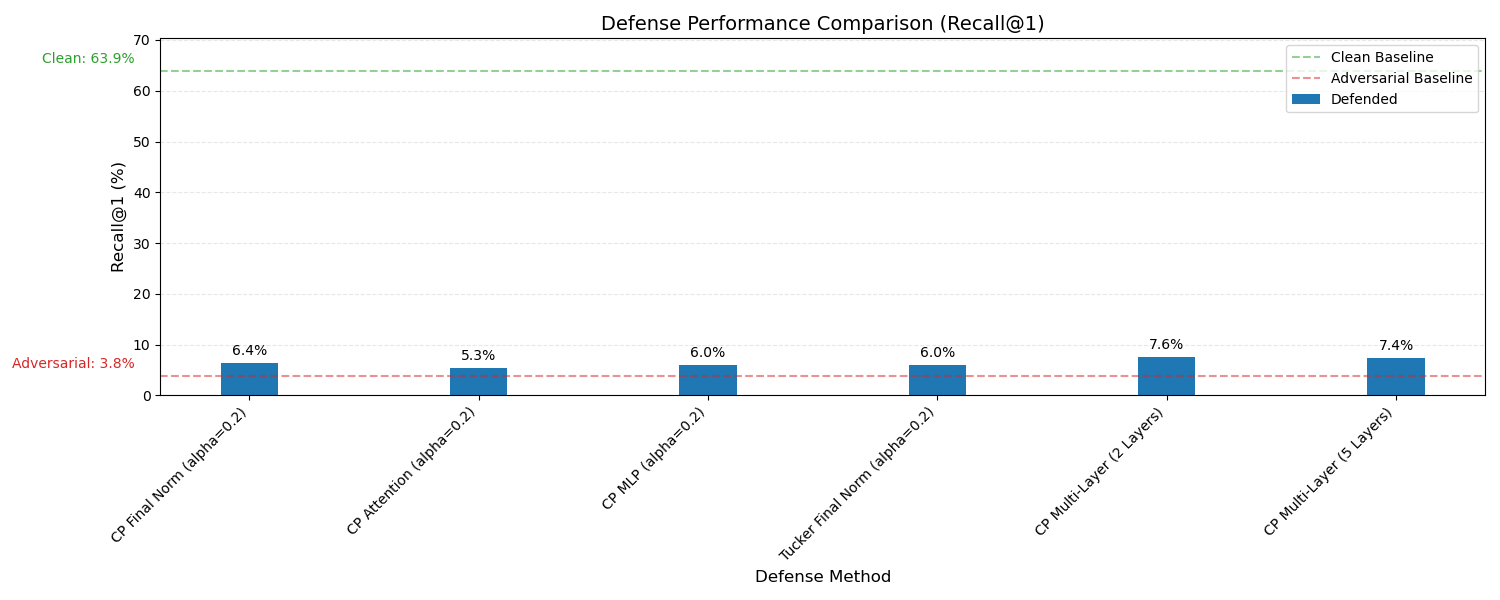 Defense Performance Comparison (Recall@1)
Clean: 63.9%
Adversarial: 3.8%
Recall@1 (%)
70
60
50
40
30
20
10
0
Clean Baseline
Adversarial Baseline
Defended
6.4%
5.3%
6.0%
6.0%
7.6%
7.4%
CP Final Norm (alpha=0.2)
CP Attention (alpha=0.2)
CP MLP (alpha=0.2)
Tucker Final Norm (alpha=0.2)
CP Multi-Layer (2 Layers)
CP Multi-Layer (5 Layers)
Defense Method